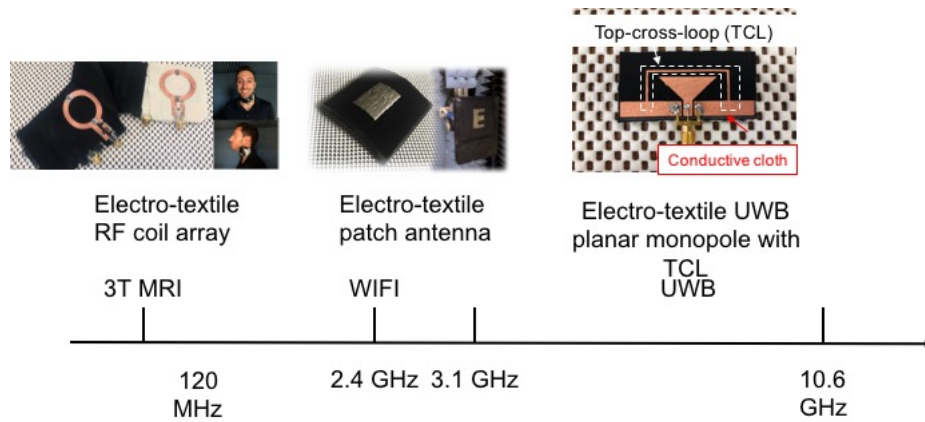 Top-cross-loop (TCL)
E
Conductive cloth
Electro-textile
RF coil array
Electro-textile
patch antenna
Electro-textile UWB
planar monopole with
TCL
3T MRI
WIFI
UWB
120
MHz
2.4 GHz
3.1 GHz
10.6
GHz